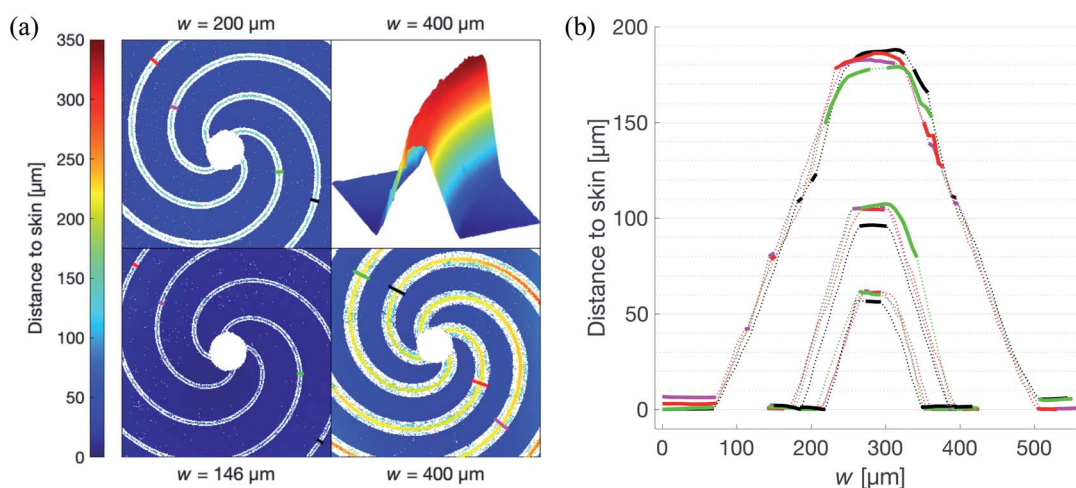 (a)
w = 200 µm
w = 400 µm
Distance to skin [µm]
350
300
250
200
150
100
50
0
w = 146 µm
w = 400 µm
(b)
Distance to skin [µm]
200
150
100
50
0
0 100 200 300 400 500
w [µm]